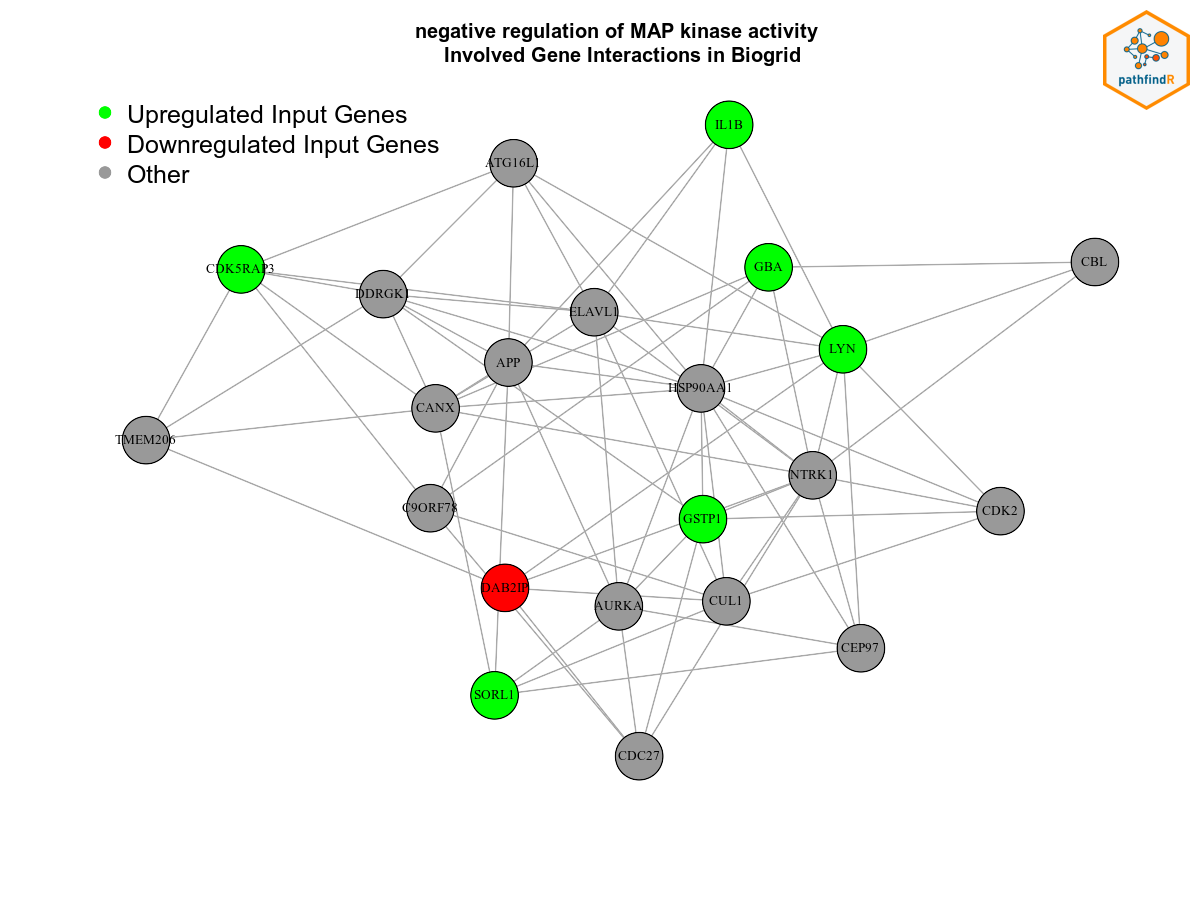 negative regulation of MAP kinase activity
Involved Gene Interactions in Biogrid
pathfindR
Upregulated Input Genes
Downregulated Input Genes
Other
IL1B
ATG16L1
CBL
GBA
CDK5RAP3
DDRGK1
ELAVL1
LYN
APP
HSP90AA1
CANX
TMEM206
NTRK1
C9ORF78
CDK2
GSTP1
DAB2IP
CUL1
AURKA
CEP97
SORL1
CDC27